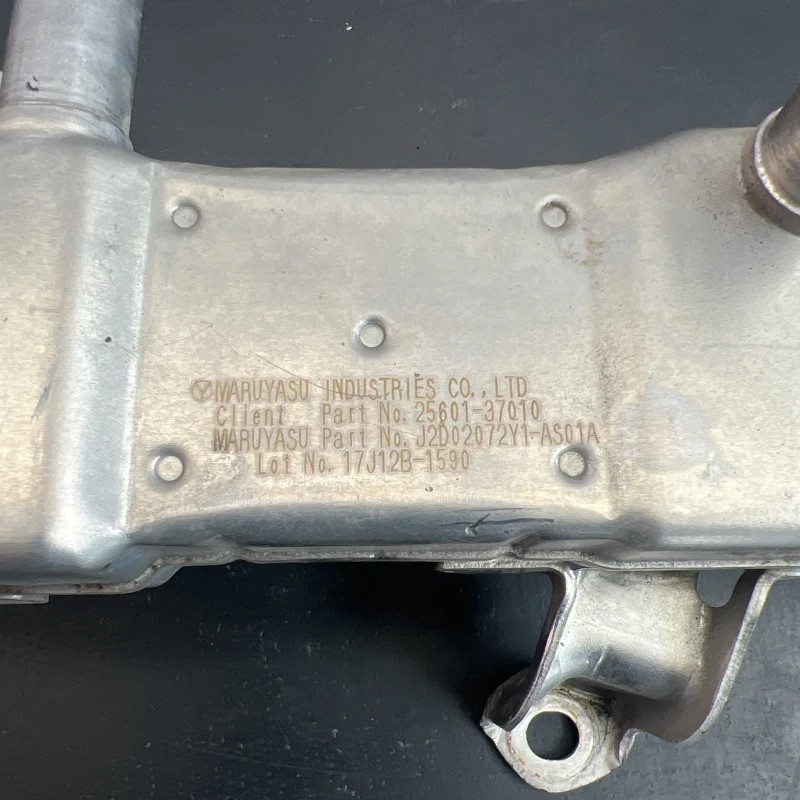 MARUYASU INDUSTRIES CO., LTD
Client Part No. 25601-37010
MARUYASU Part No. J2D02072Y1-AS01A
Lot No. 17J12B-1590